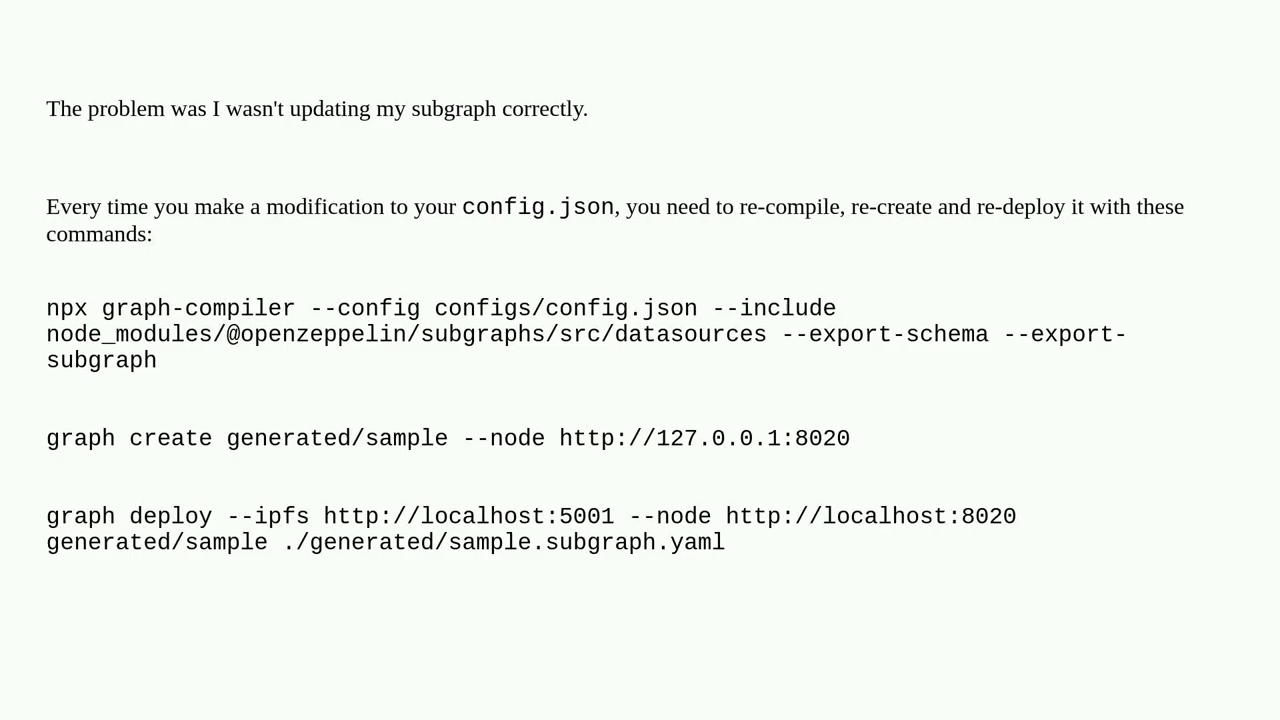 The problem was I wasn't updating my subgraph correctly.
Every time you make a modification to your config.json, you need to re-compile, re-create and re-deploy it with these
commands:
npx graph-compiler --config configs/config.json --include
node_modules/@openzeppelin/subgraphs/src/datasources --export-schema --export-
subgraph
graph create generated/sample --node http://127.0.0.1:8020
graph deploy --ipfs http://localhost:5001 --node http://localhost:8020
generated/sample ./generated/sample.subgraph.yaml